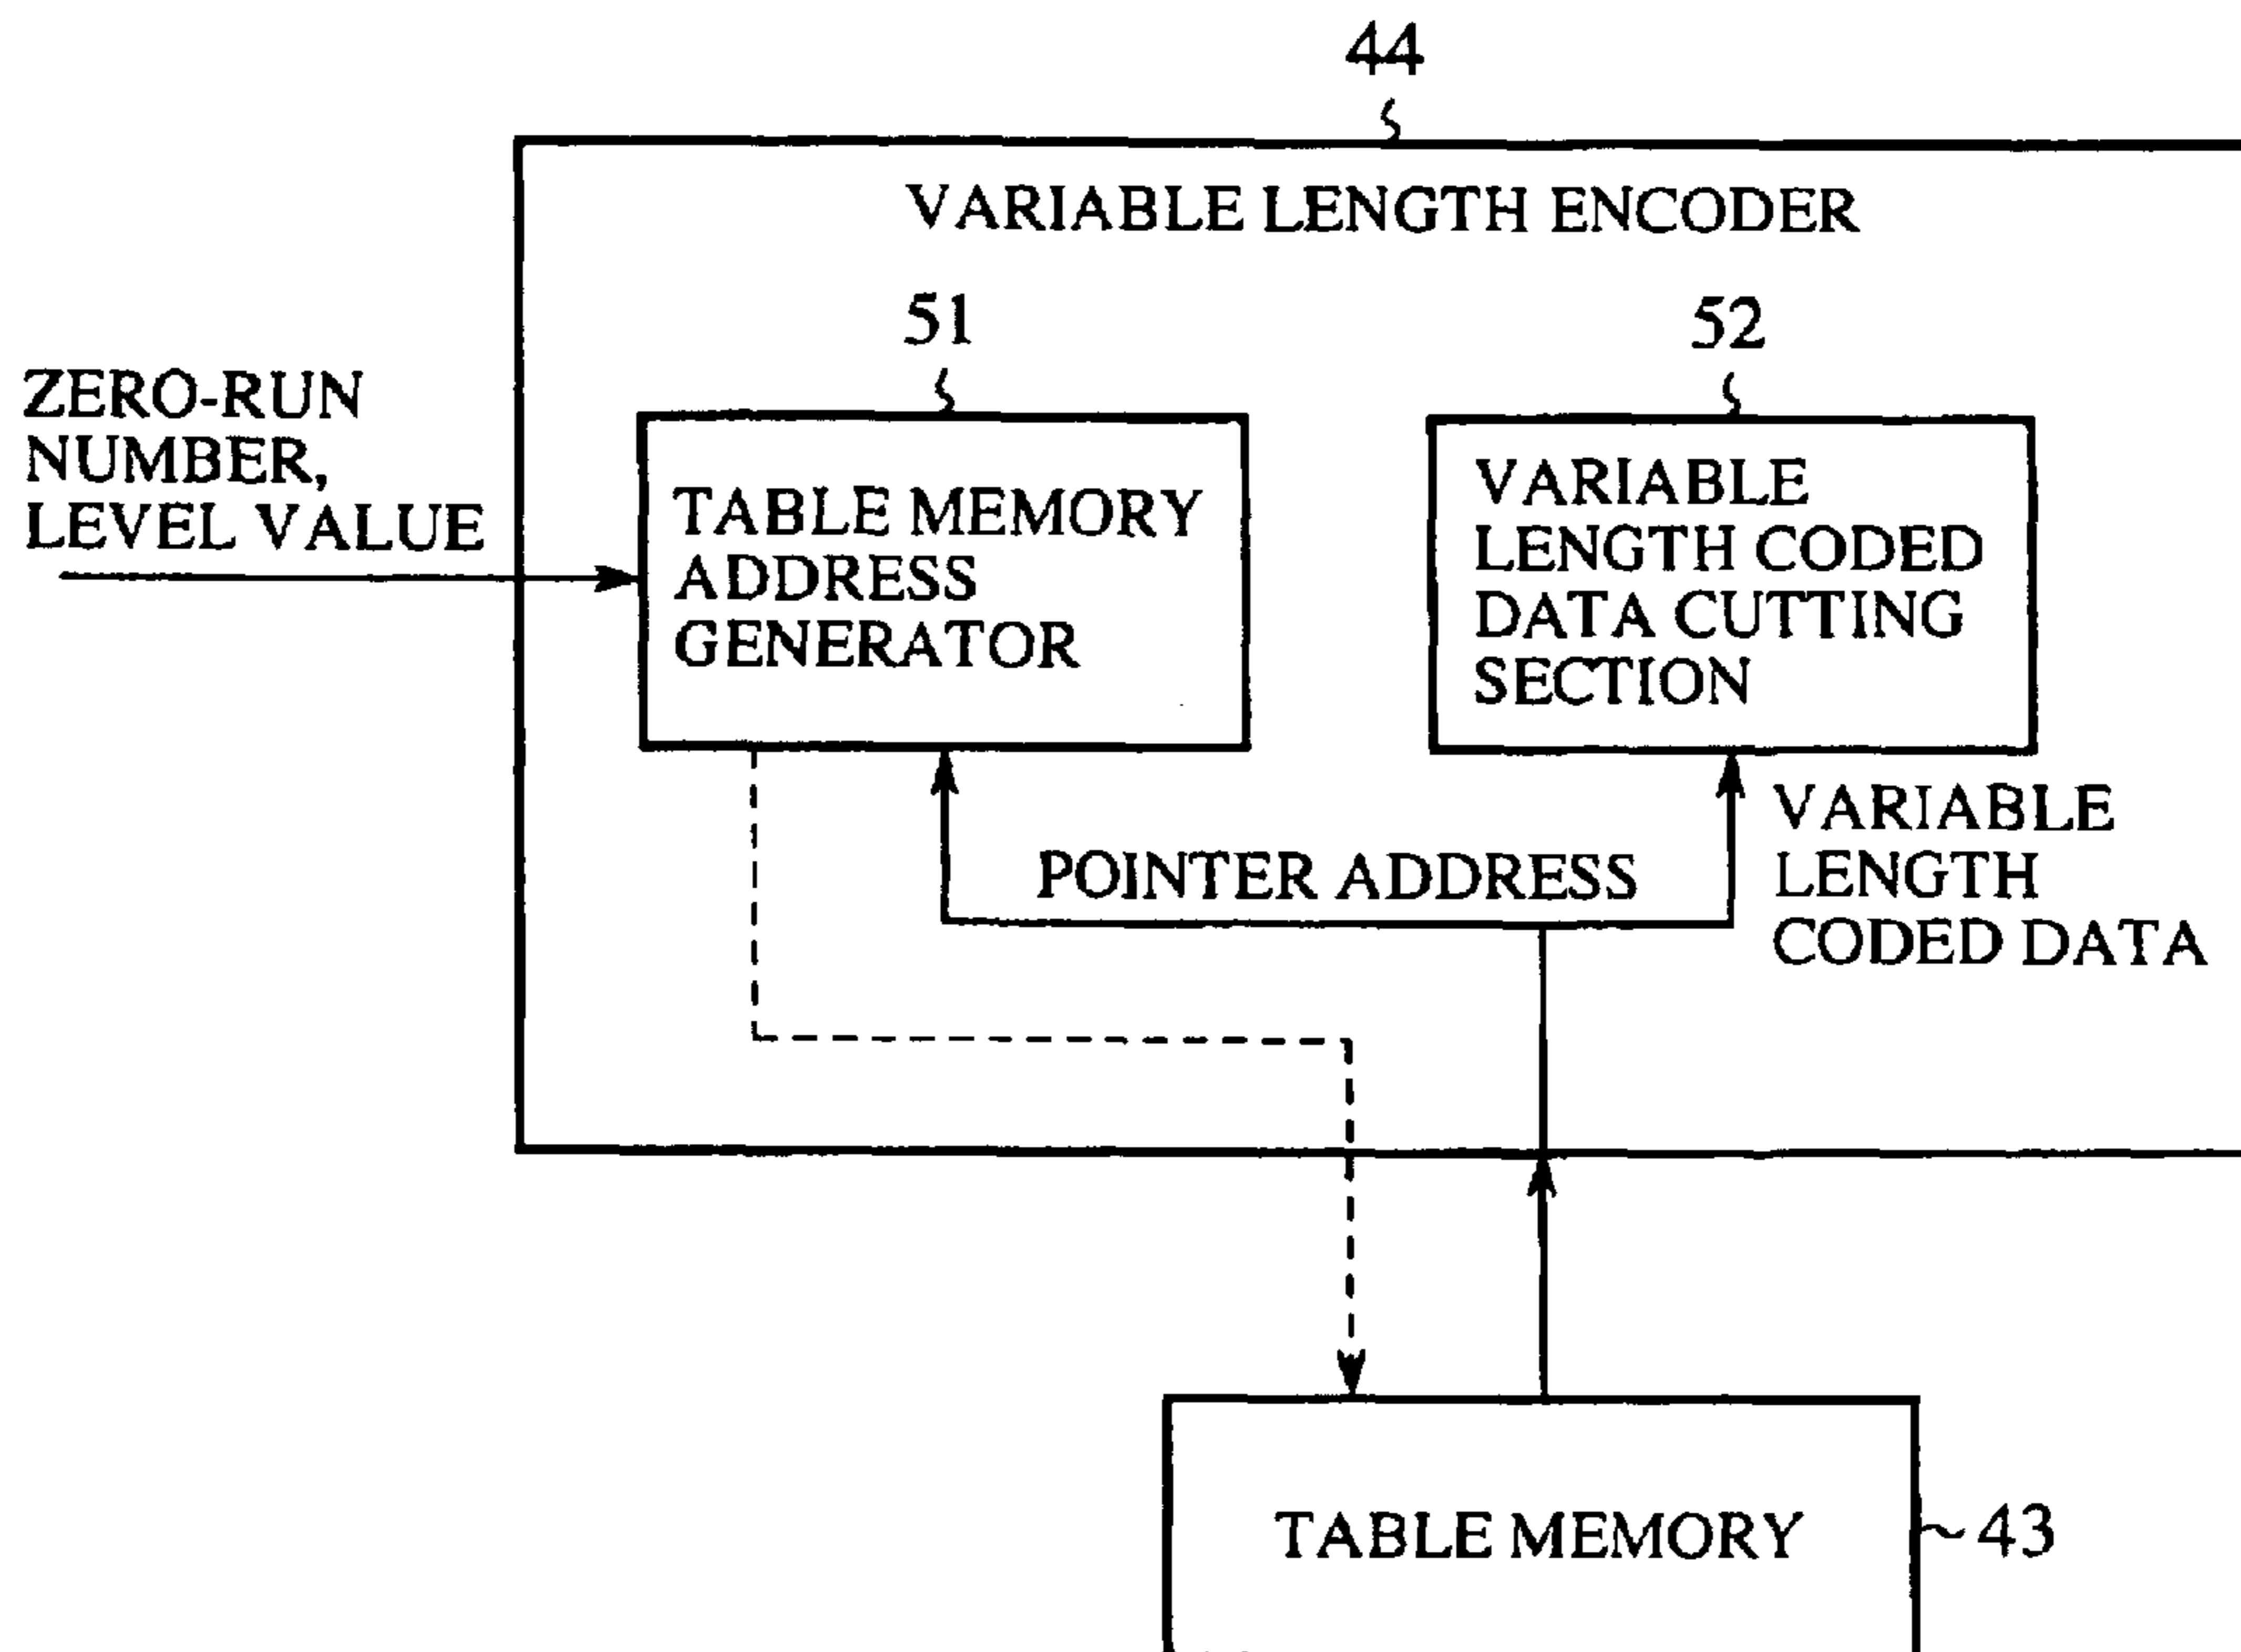 44
VARIABLE LENGTH ENCODER
51
52
ZERO-RUN
NUMBER,
LEVEL VALUE
TABLE MEMORY
ADDRESS
GENERATOR
VARIABLE
LENGTH CODED
DATA CUTTING
SECTION
POINTER ADDRESS
VARIABLE
LENGTH
CODED DATA
TABLE MEMORY
43